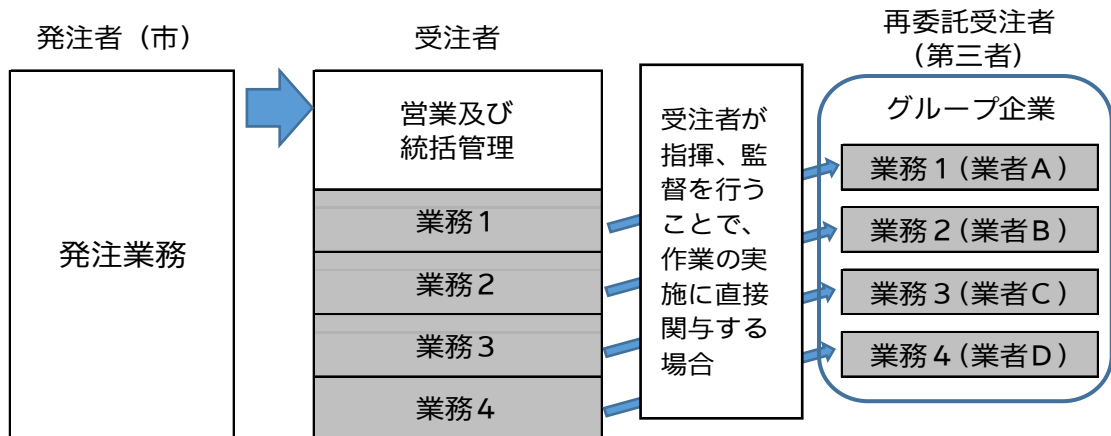 発注者（市）
発注業務
受注者
営業及び
統括管理
業務１
業務２
業務３
業務４
受注者が
指揮、監
督を行う
ことで、
作業の実
施に直接
関与する
場合
再委託受注者
（第三者）
グループ企業
業務１（業者Ａ）
業務２（業者Ｂ）
業務３（業者Ｃ）
業務４（業者Ｄ）